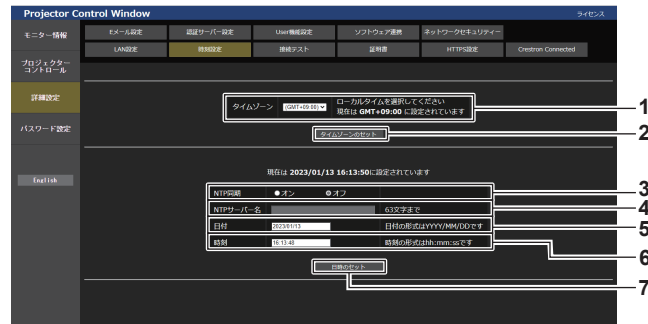 Projector Control Window
ライセンス
モニター情報
Eメール設定
認証サーバー設定
User機能設定
ソフトウェア連携
ネットワークセキュリティー
LAN設定
時刻設定
接続テスト
証明書
HTTPS設定
Crestron Connected
プロジェクター
コントロール
詳細設定
パスワード設定
English
タイムゾーン
(GMT+09:00)
ローカルタイムを選択してください
現在は GMT+09:00 に設定されています
1
タイムゾーンのセット
2
現在は 2023/01/13 16:13:50に設定されています
NTP同期
オン
オフ
3
NTPサーバー名
63文字まで
4
日付
2023/01/13
日付の形式はYYYY/MM/DDです
5
時刻
16:13:48
時刻の形式はhh:mm:ssです
6
日時のセット
7